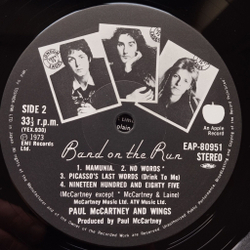 SIDE 2
33⅓ r.p.m.
(YEX.930)
℗ 1973
EMI Records
Ltd.
An Apple
Record
EAP-80951
STEREO
Band on the Run
1. MAMUNIA. 2. NO WORDS *
3. PICASSO'S LAST WORDS (Drink To Me)
4. NINETEEN HUNDRED AND EIGHTY FIVE
(McCartney except * McCartney & Laine)
McCartney Music Ltd. ATV Music Ltd.
PAUL McCARTNEY AND WINGS
Produced by Paul McCartney